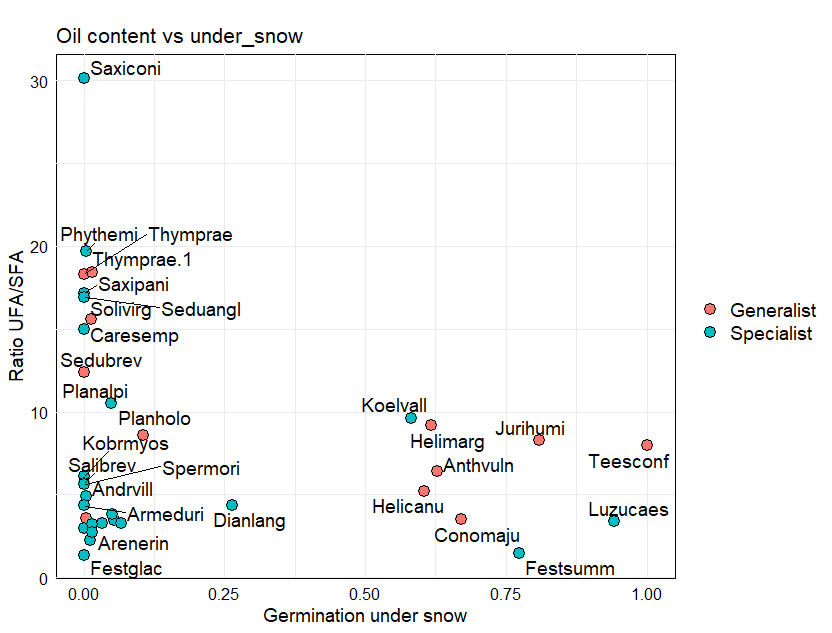 Oil content vs under_snow
Saxiconi
30
Phythemi
Thymprae
20
Thymprae.1
Saxipani
Solivirg
Seduangl
Caresemp
Sedubrev
Planalpi
Planholo
10
Koelvall
Jurihumi
Helimarg
Kobrmyos
Salibrev
Spermori
Anthvuln
Teesconf
Andrvill
Armeduri
Dianlang
Helicanu
Luzucaes
Conomaju
Arenerin
Festglac
Festsumm
0
Ratio UFA/SFA
0.00 0.25 0.50 0.75 1.00
Germination under snow
Generalist
Specialist